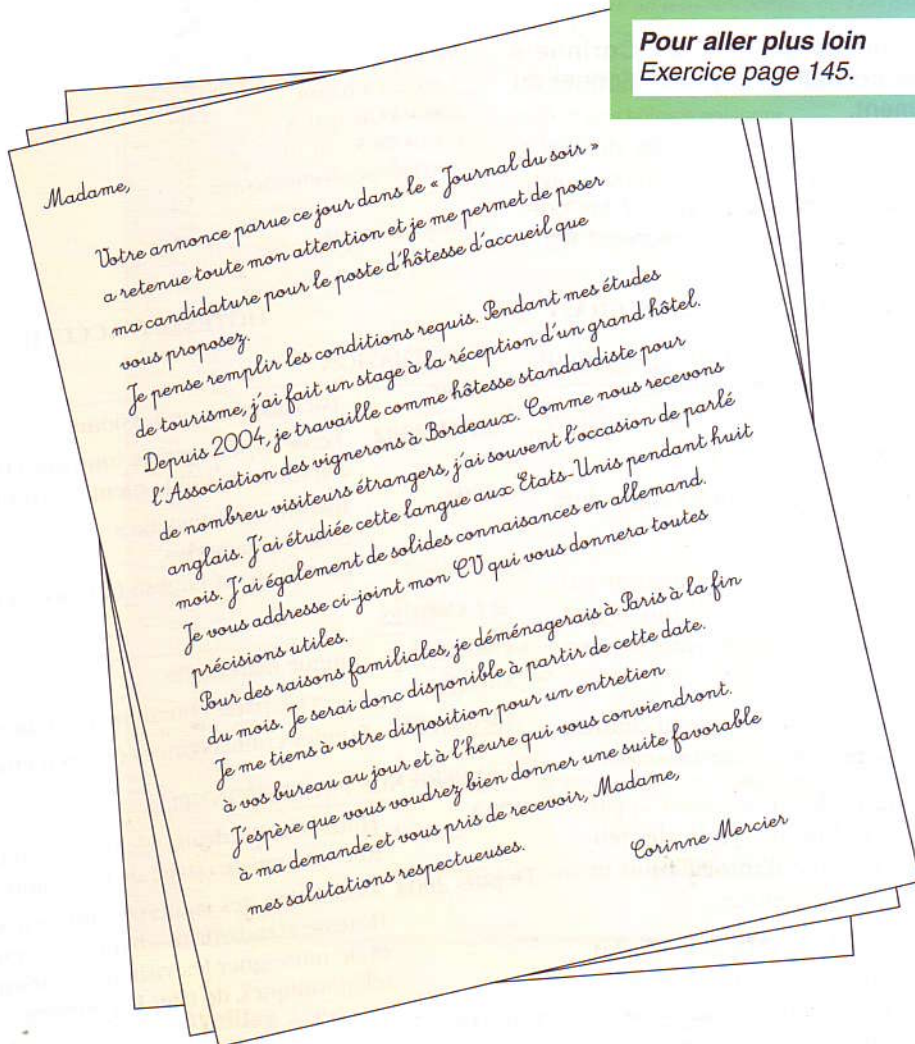 Pour aller plus loin
Exercice page 145.
Madame,
Votre annonce parue ce jour dans le « Journal du soir »
a retenue toute mon attention et je me permet de poser
ma candidature pour le poste d'hôtesse d'accueil que
vous proposez.
Je pense remplir les conditions requis. Pendant mes études
de tourisme, j'ai fait un stage à la réception d'un grand hôtel.
Depuis 2004, je travaille comme hôtesse standardiste pour
l'Association des vignerons à Bordeaux. Comme nous recevons
de nombreu visiteurs étrangers, j'ai souvent l'occasion de parlé
anglais. J'ai étudiée cette langue aux États-Unis pendant huit
mois. J'ai également de solides connaisances en allemand.
Je vous addresse ci-joint mon CV qui vous donnera toutes
précisions utiles.
Pour des raisons familiales, je déménagerais à Paris à la fin
du mois. Je serai donc disponible à partir de cette date.
Je me tiens à votre disposition pour un entretien
à vos bureau au jour et à l'heure qui vous conviendront.
J'espère que vous voudrez bien donner une suite favorable
à ma demande et vous pris de recevoir, Madame,
mes salutations respectueuses.
Corinne Mercier